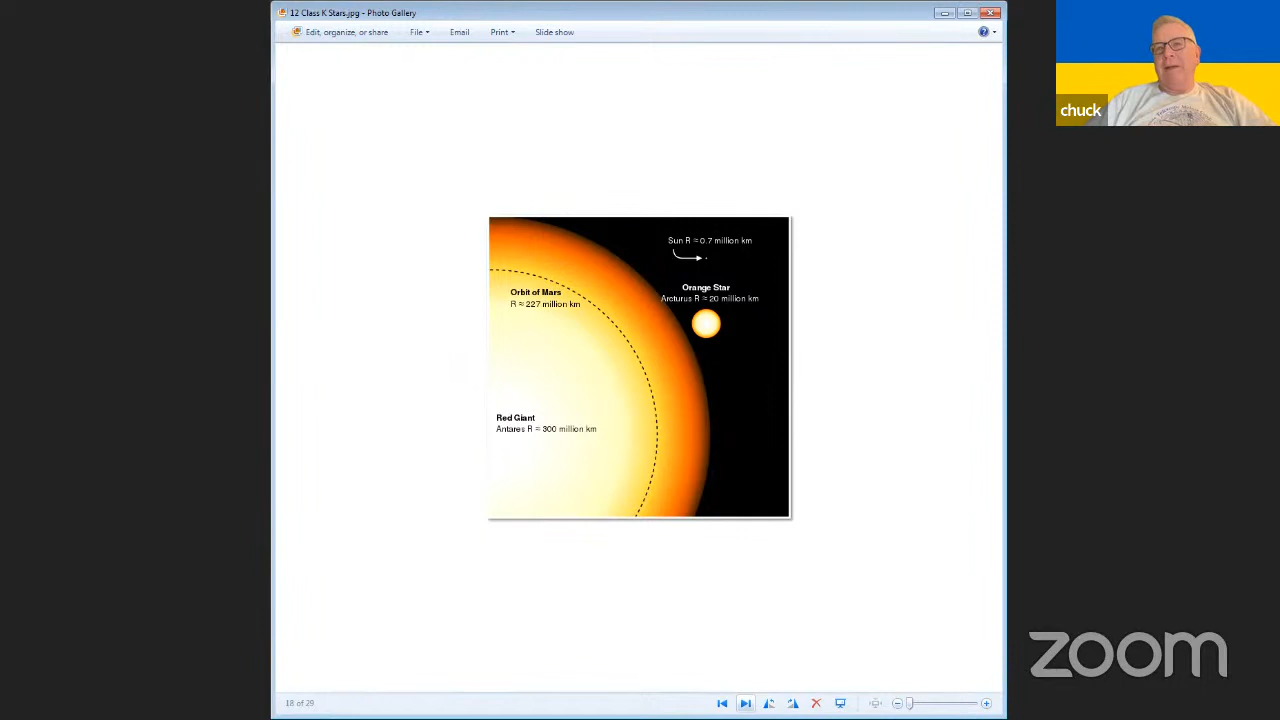 12 Class K Stars.jpg - Photo Gallery
Edit, organize, or share File Email Print Slide show
chuck
Sun R ≈ 0.7 million km
Orange Star
Arcturus R ≈ 20 million km
Orbit of Mars
R ≈ 227 million km
Red Giant
Antares R ≈ 300 million km
zoom
18 of 29